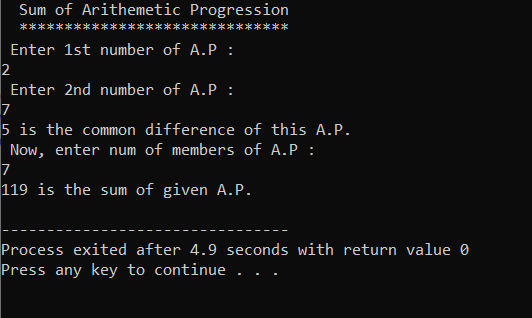 Sum of Arithemetic Progression
******************************
Enter 1st number of A.P :
2
Enter 2nd number of A.P :
7
5 is the common difference of this A.P.
Now, enter num of members of A.P :
7
119 is the sum of given A.P.
--------------------------------
Process exited after 4.9 seconds with return value 0
Press any key to continue . . .